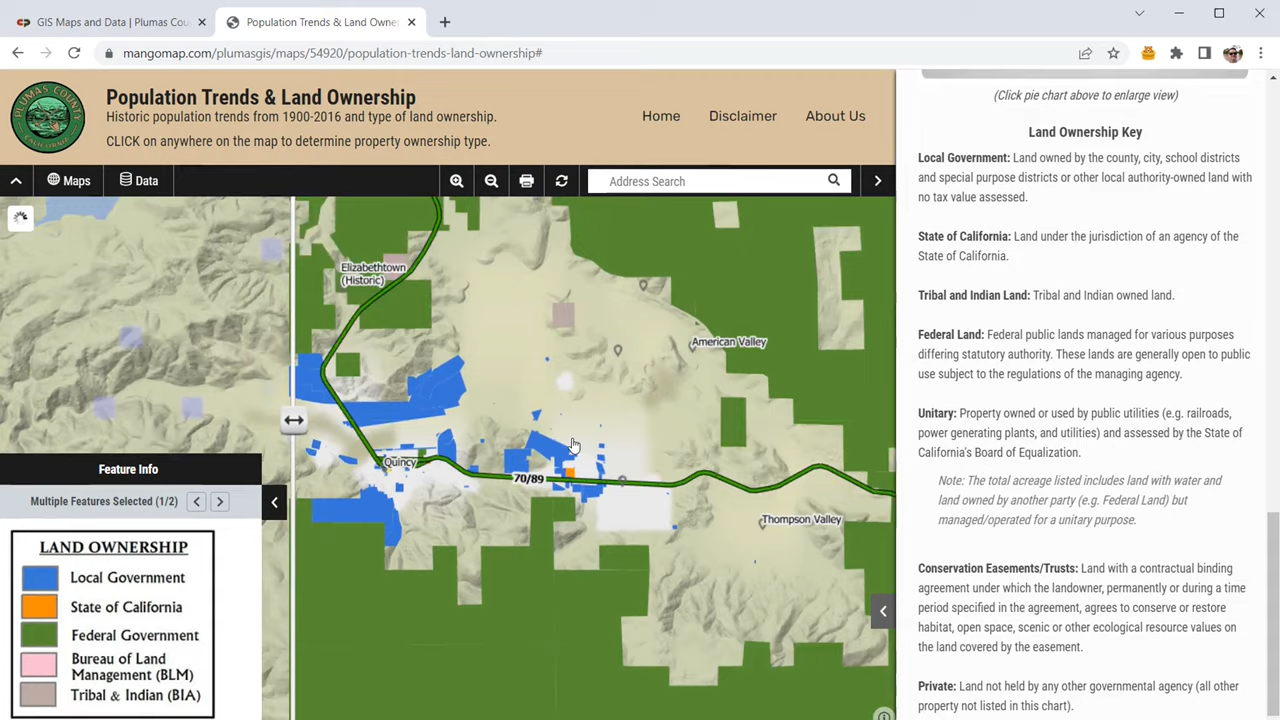 GIS Maps and Data | Plumas Cou
Population Trends & Land Owne
mangomap.com/plumasgis/maps/54920/population-trends-land-ownership#
PLUMAS COUNTY
CALIFORNIA
Population Trends & Land Ownership
Historic population trends from 1900-2016 and type of land ownership.
CLICK on anywhere on the map to determine property ownership type.
Home
Disclaimer
About Us
Maps
Data
Address Search
Elizabethtown
(Historic)
American Valley
Quincy
70/89
Thompson Valley
Feature Info
Multiple Features Selected (1/2)
LAND OWNERSHIP
Local Government
State of California
Federal Government
Bureau of Land
Management (BLM)
Tribal & Indian (BIA)
(Click pie chart above to enlarge view)
Land Ownership Key
Local Government: Land owned by the county, city, school districts
and special purpose districts or other local authority-owned land with
no tax value assessed.
State of California: Land under the jurisdiction of an agency of the
State of California.
Tribal and Indian Land: Tribal and Indian owned land.
Federal Land: Federal public lands managed for various purposes
differing statutory authority. These lands are generally open to public
use subject to the regulations of the managing agency.
Unitary: Property owned or used by public utilities (e.g. railroads,
power generating plants, and utilities) and assessed by the State of
California's Board of Equalization.
Note: The total acreage listed includes land with water and
land owned by another party (e.g. Federal Land) but
managed/operated for a unitary purpose.
Conservation Easements/Trusts: Land with a contractual binding
agreement under which the landowner, permanently or during a time
period specified in the agreement, agrees to conserve or restore
habitat, open space, scenic or other ecological resource values on
the land covered by the easement.
Private: Land not held by any other governmental agency (all other
property not listed in this chart).